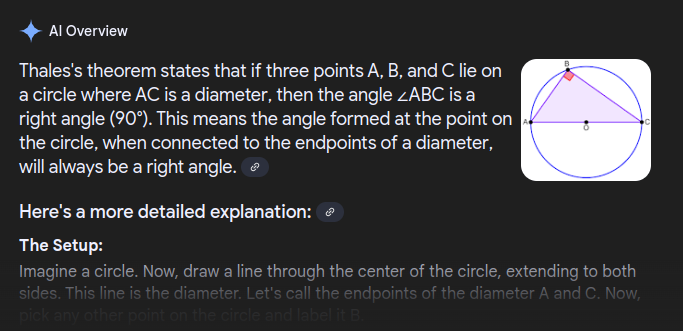 AI Overview
Thales's theorem states that if three points A, B, and C lie on
a circle where AC is a diameter, then the angle ∠ABC is a
right angle (90°). This means the angle formed at the point on
the circle, when connected to the endpoints of a diameter,
will always be a right angle.
B
A
O
C
Here's a more detailed explanation:
The Setup:
Imagine a circle. Now, draw a line through the center of the circle, extending to both
sides. This line is the diameter. Let's call the endpoints of the diameter A and C. Now,
pick any other point on the circle and label it B.